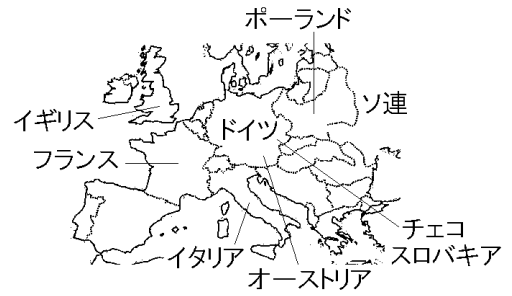 ポーランド
ソ連
イギリス
ドイツ
フランス
チェコ
スロバキア
イタリア
オーストリア